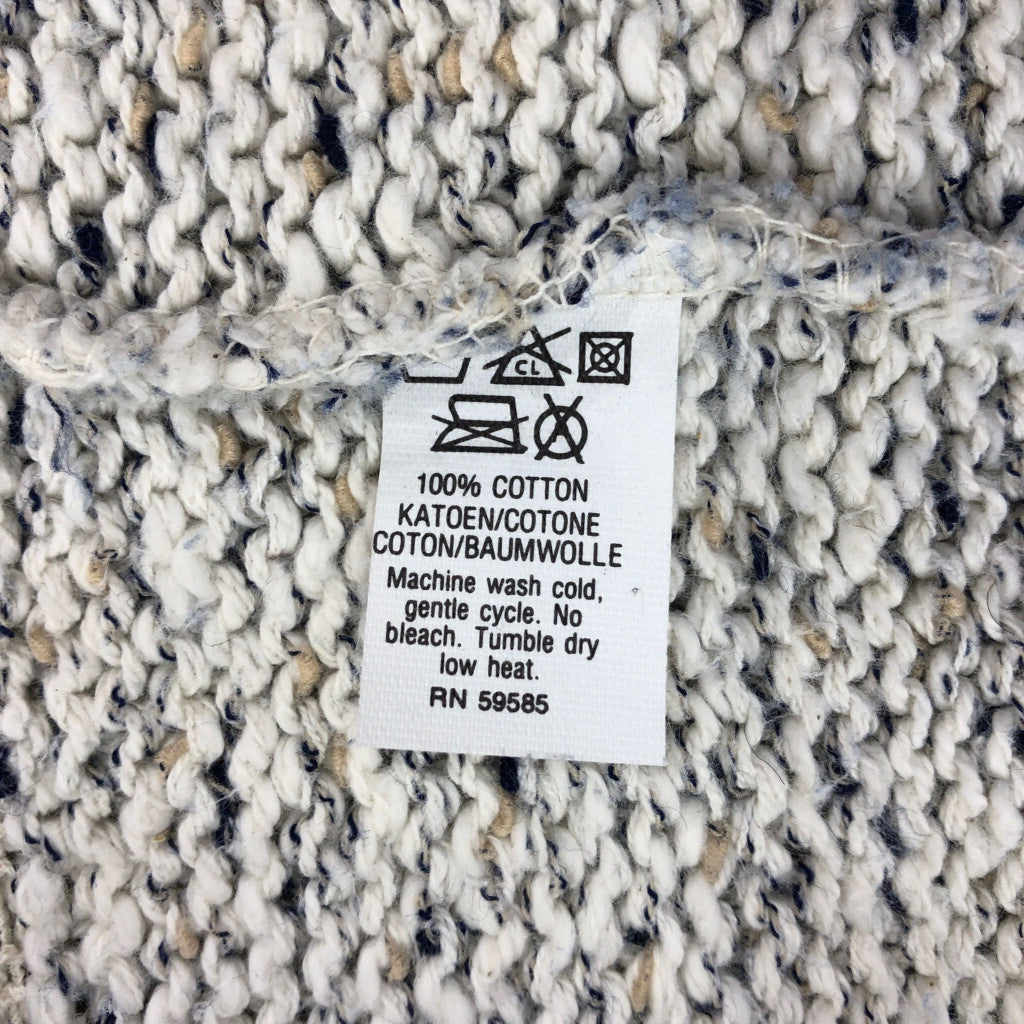 CL
A
100% COTTON
KATOEN/COTONE
COTON/BAUMWOLLE
Machine wash cold,
gentle cycle. No
bleach. Tumble dry
low heat.
RN 59585